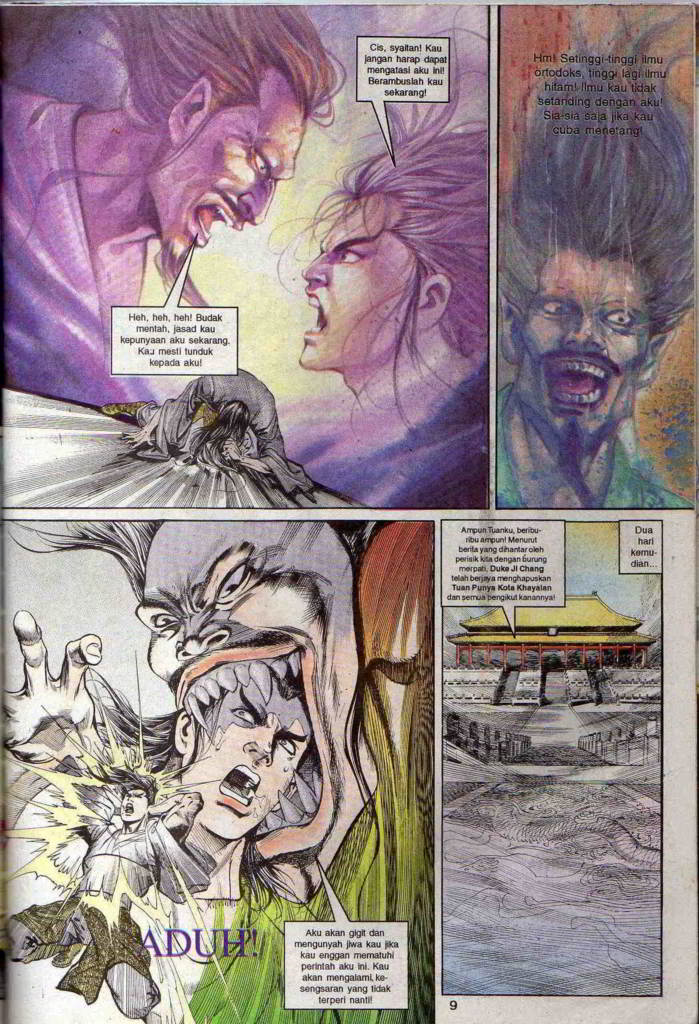 Cis, syaitan! Kau
jangan harap dapat
mengatasi aku ini!
Berambuslah kau
sekarang!
Heh, heh, heh! Budak
mentah, jasad kau
kepunyaan aku sekarang.
Kau mesti tunduk
kepada aku!
Hm! Setinggi-tinggi ilmu
ortodoks, tinggi lagi ilmu
hitam! Ilmu kau tidak
setanding dengan aku!
Sia-sia saja jika kau
cuba menetang!
ADUH!
Aku akan gigit dan
mengunyah jiwa kau jika
kau enggan mematuhi
perintah aku ini. Kau
akan mengalami, ke-
sengsaran yang tidak
terperi nanti!
Dua
hari
kemu-
dian...
Ampun Tuanku, beribu-
ribu ampun! Menurut
berita yang dihantar oleh
perisik kita dengan burung
merpati, Duke Ji Chang
telah berjaya menghapuskan
Tuan Punya Kota Khayalan
dan semua pengikut kanannya!
9